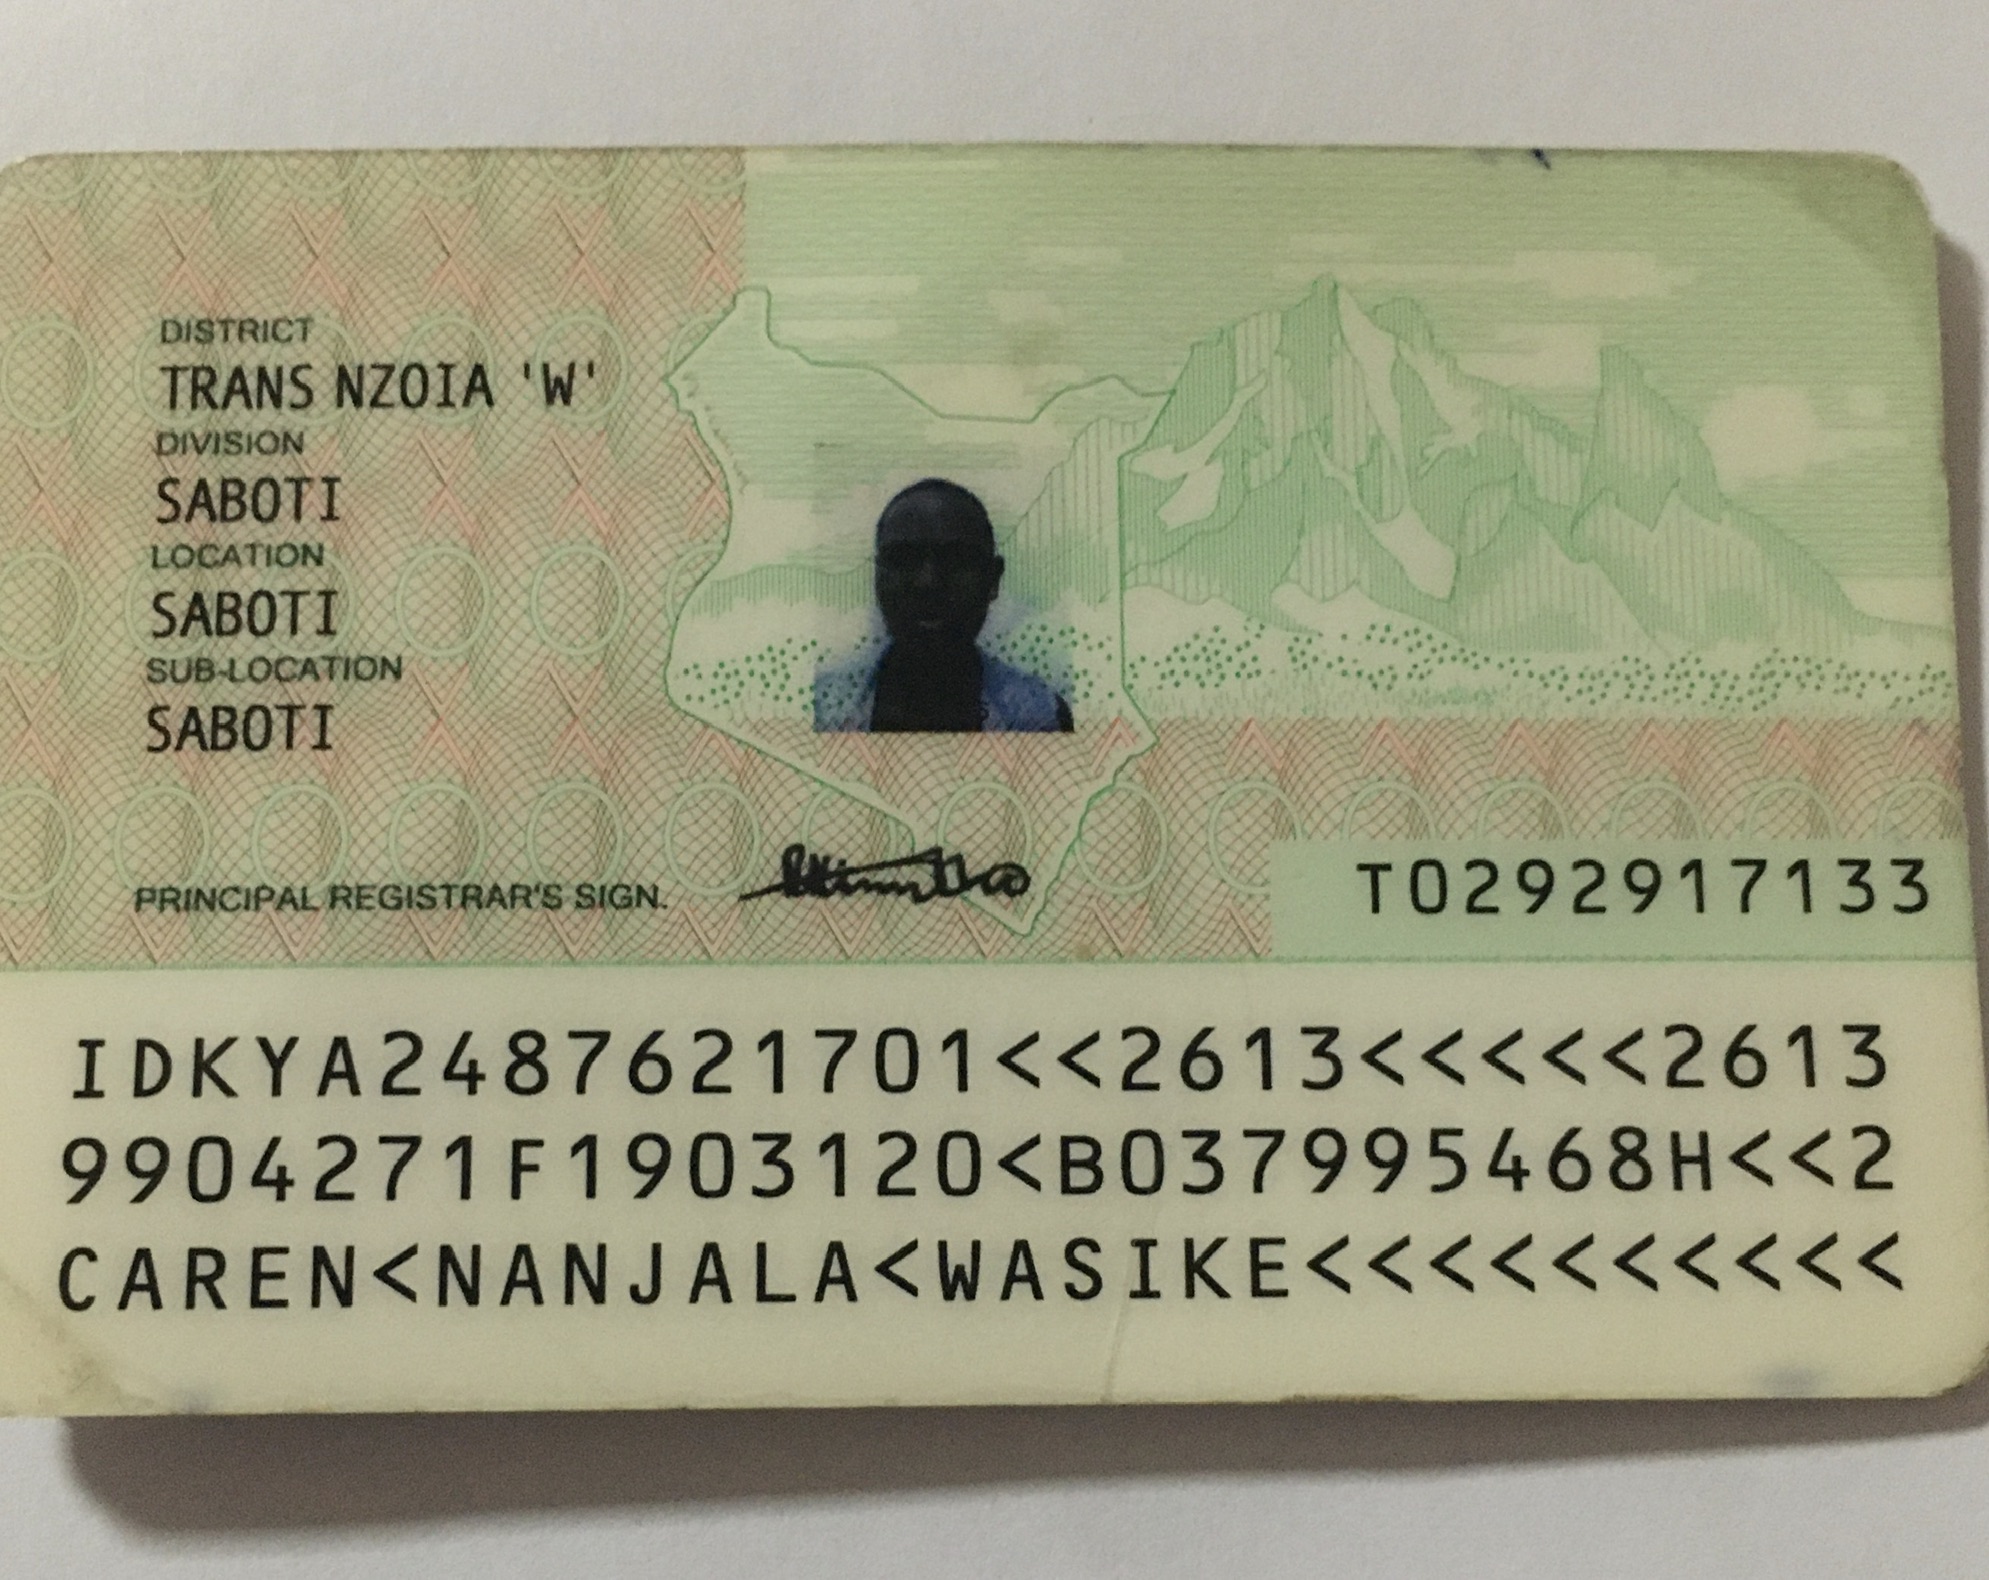 DISTRICT
TRANS NZOIA 'W'
DIVISION
SABOTI
LOCATION
SABOTI
SUB-LOCATION
SABOTI
PRINCIPAL REGISTRAR'S SIGN.
T0292917133
IDKYA2487621701<<2613<<<<<2613
9904271F1903120<B037995468H<<2
CAREN<NANJALA<WASIKE<<<<<<<<<<